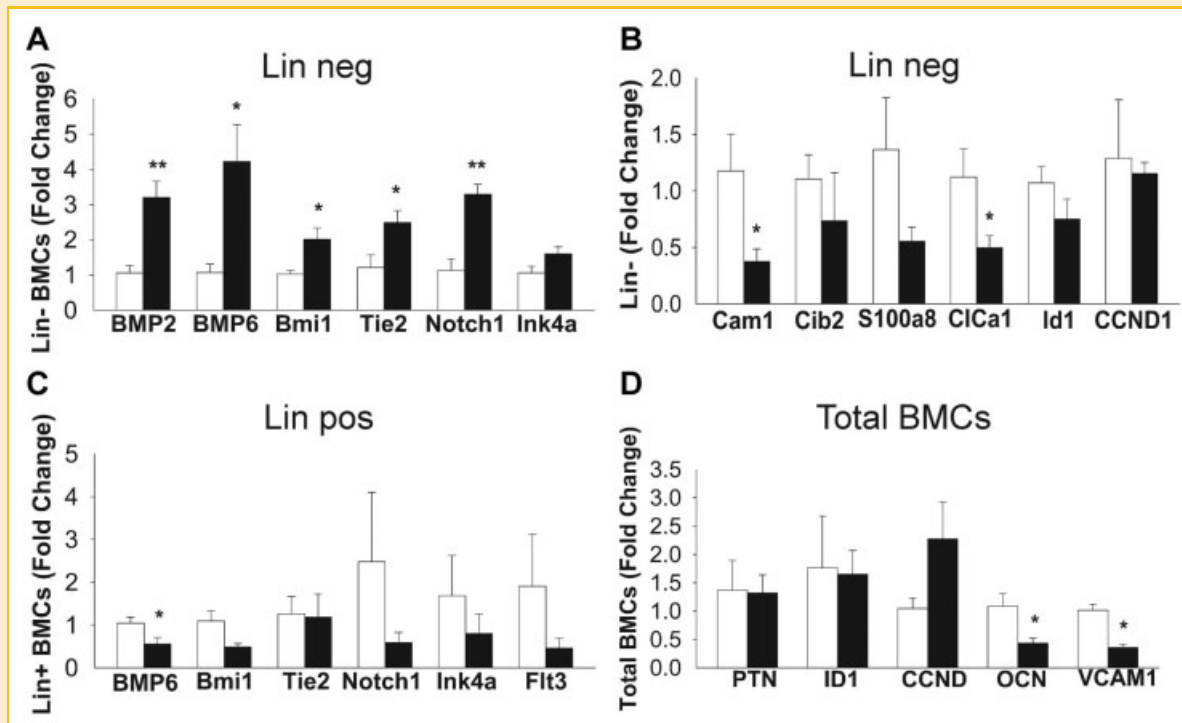 A
Lin neg
Lin- BMCs (Fold Change)
6
5
4
3
2
1
0
** * * * **
BMP2 BMP6 Bmi1 Tie2 Notch1 Ink4a
B
Lin neg
Lin- (Fold Change)
2.0
1.5
1.0
0.5
0.0
* *
Cam1 Cib2 S100a8 ClCa1 Id1 CCND1
C
Lin pos
Lin+ BMCs (Fold Change)
5
4
3
2
1
0
*
BMP6 Bmi1 Tie2 Notch1 Ink4a Flt3
D
Total BMCs
Total BMCs (Fold Change)
3.5
3.0
2.5
2.0
1.5
1.0
0.5
0.0
* *
PTN ID1 CCND OCN VCAM1